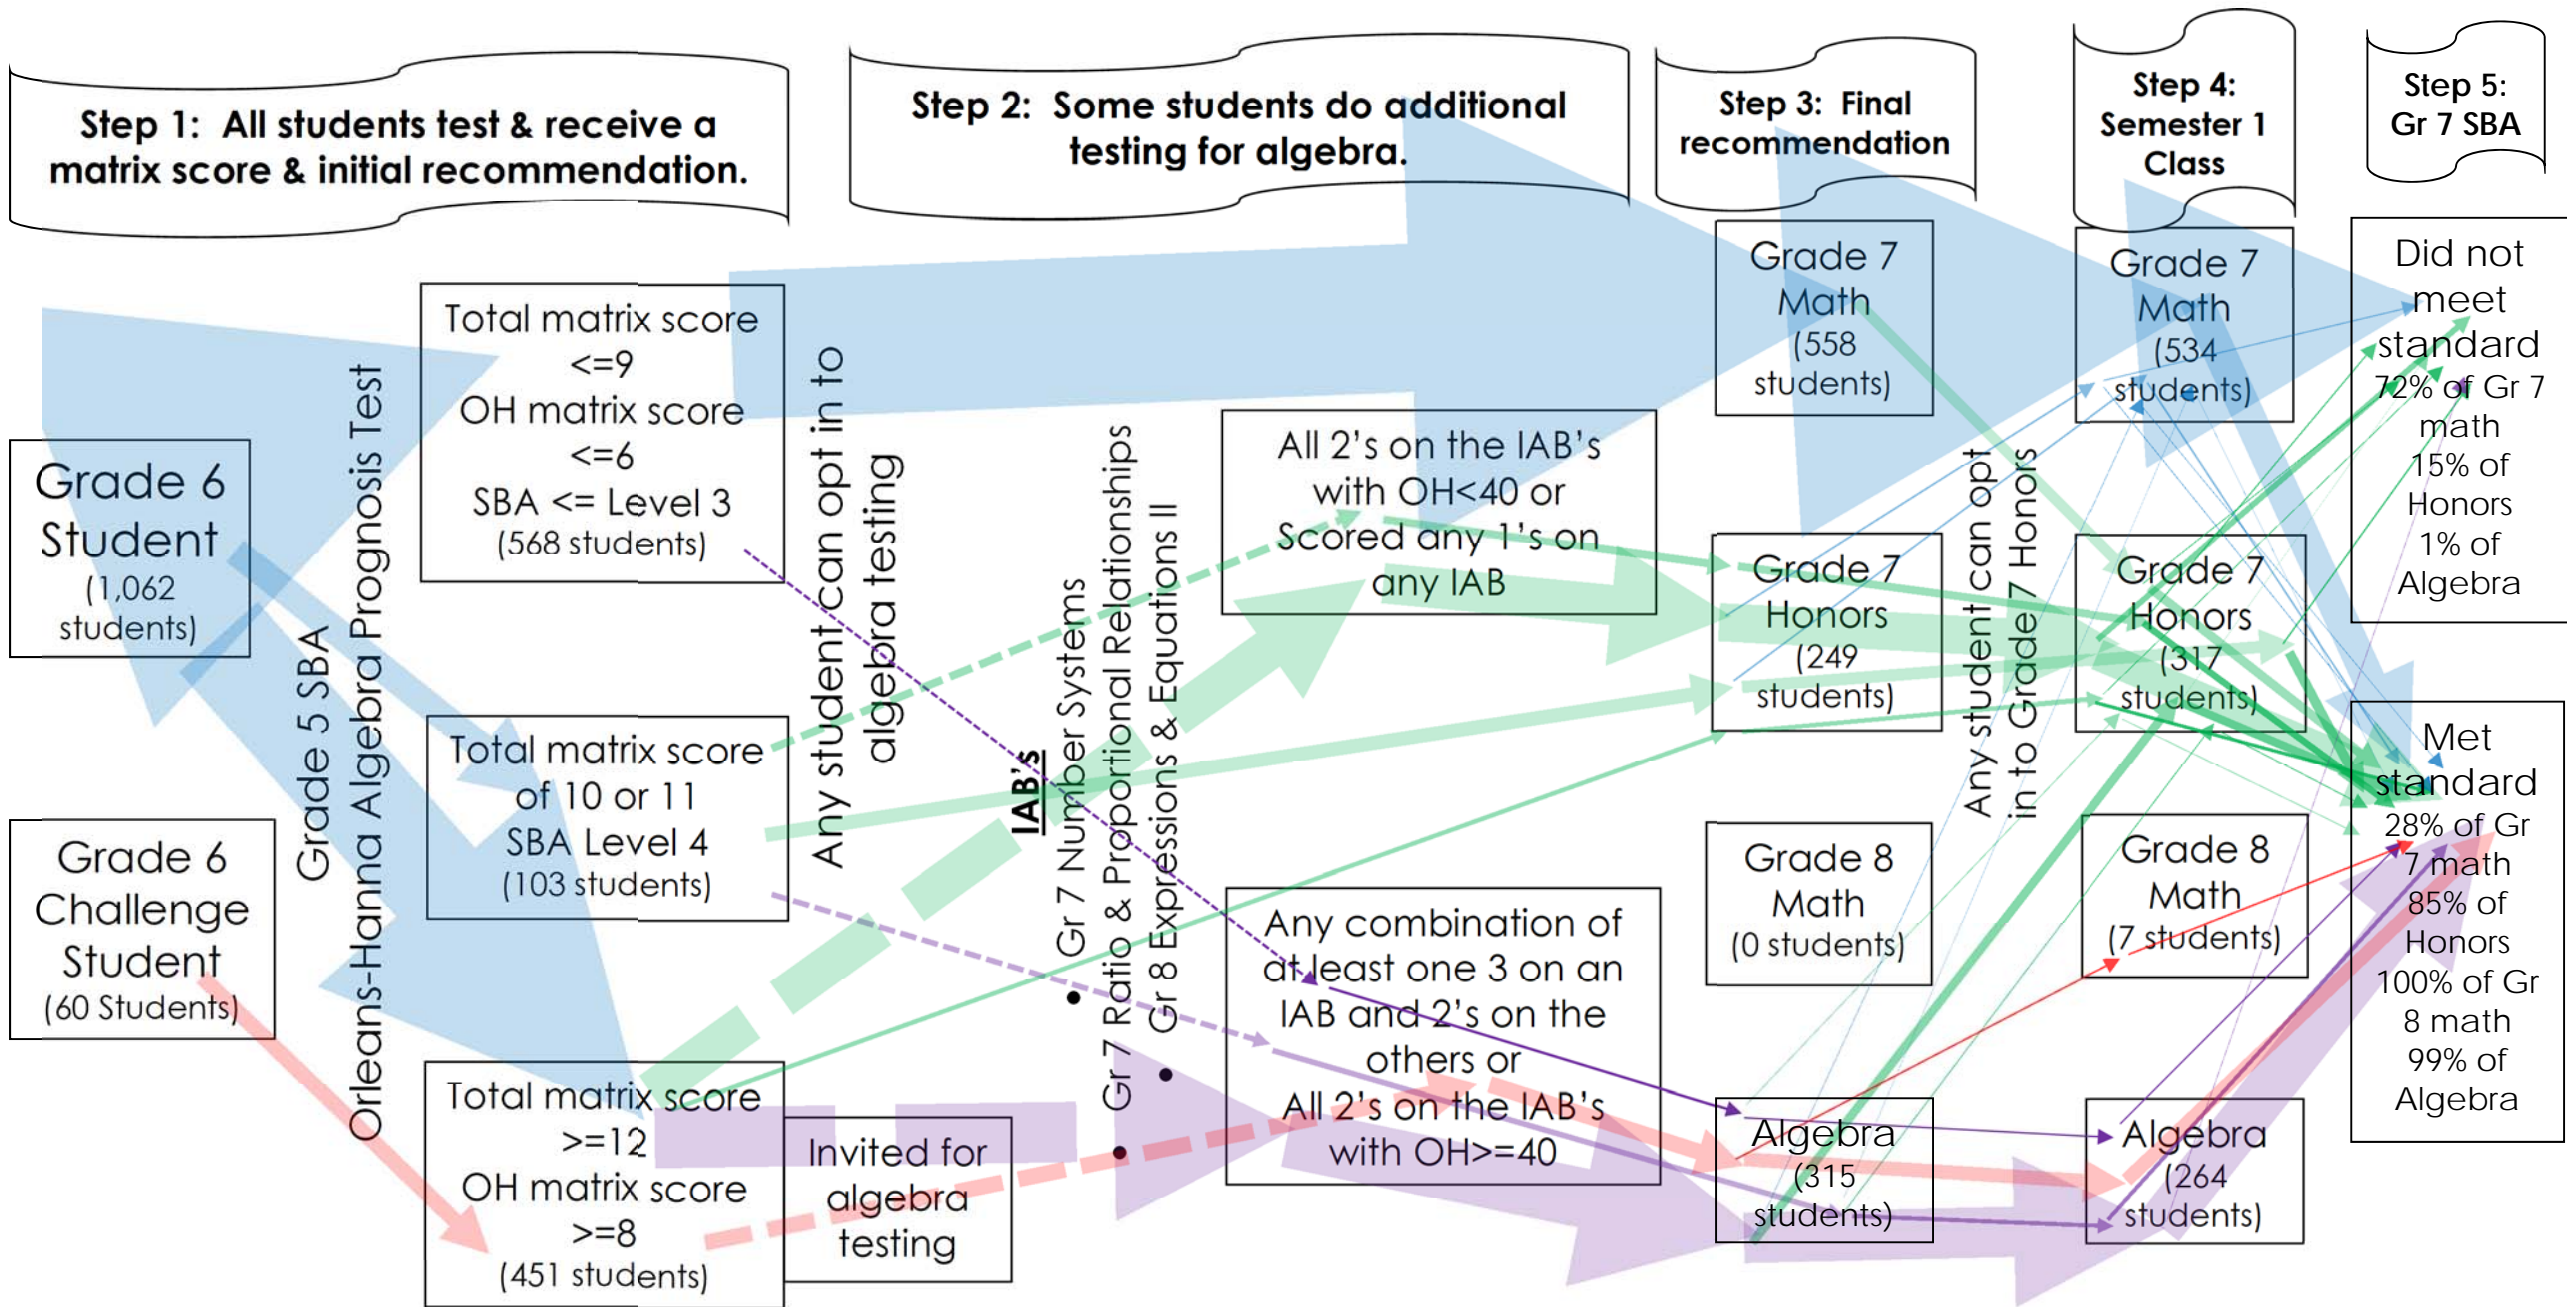 Step 1: All students test & receive a
matrix score & initial recommendation.
Step 2: Some students do additional
testing for algebra.
Step 3: Final
recommendation
Step 4:
Semester 1
Class
Step 5:
Gr 7 SBA
Grade 6
Student
(1,062
students)
Grade 6
Challenge
Student
(60 Students)
Grade 5 SBA
Orleans-Hanna Algebra Prognosis Test
Total matrix score
<=9
OH matrix score
<=6
SBA <= Level 3
(568 students)
Total matrix score
of 10 or 11
SBA Level 4
(103 students)
Total matrix score
>=12
OH matrix score
>=8
(451 students)
Invited for
algebra
testing
Any student can opt in to
algebra testing
IAB's
• Gr 7 Number Systems
• Gr 7 Ratio & Proportional Relationships
• Gr 8 Expressions & Equations II
All 2's on the IAB's
with OH<40 or
Scored any 1's on
any IAB
Any combination of
at least one 3 on an
IAB and 2's on the
others or
All 2's on the IAB's
with OH>=40
Grade 7
Math
(558
students)
Grade 7
Honors
(249
students)
Grade 8
Math
(0 students)
Algebra
(315
students)
Any student can opt
in to Grade 7 Honors
Grade 7
Math
(534
students)
Grade 7
Honors
(317
students)
Grade 8
Math
(7 students)
Algebra
(264
students)
Did not
meet
standard
72% of Gr 7
math
15% of
Honors
1% of
Algebra
Met
standard
28% of Gr
7 math
85% of
Honors
100% of Gr
8 math
99% of
Algebra